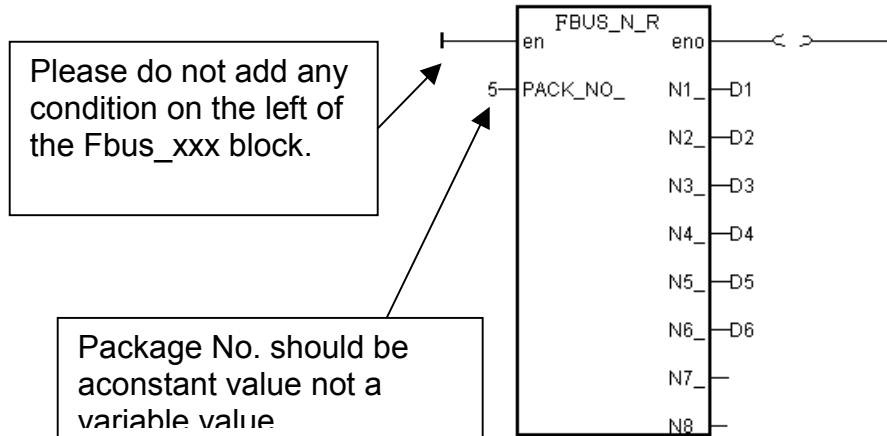 FBUS_N_R
en eno
Please do not add any
condition on the left of
the Fbus_xxx block.
5 PACK_NO_ N1_ D1
N2_ D2
N3_ D3
N4_ D4
N5_ D5
N6_ D6
N7_
N8
Package No. should be
aconstant value not a
variable value